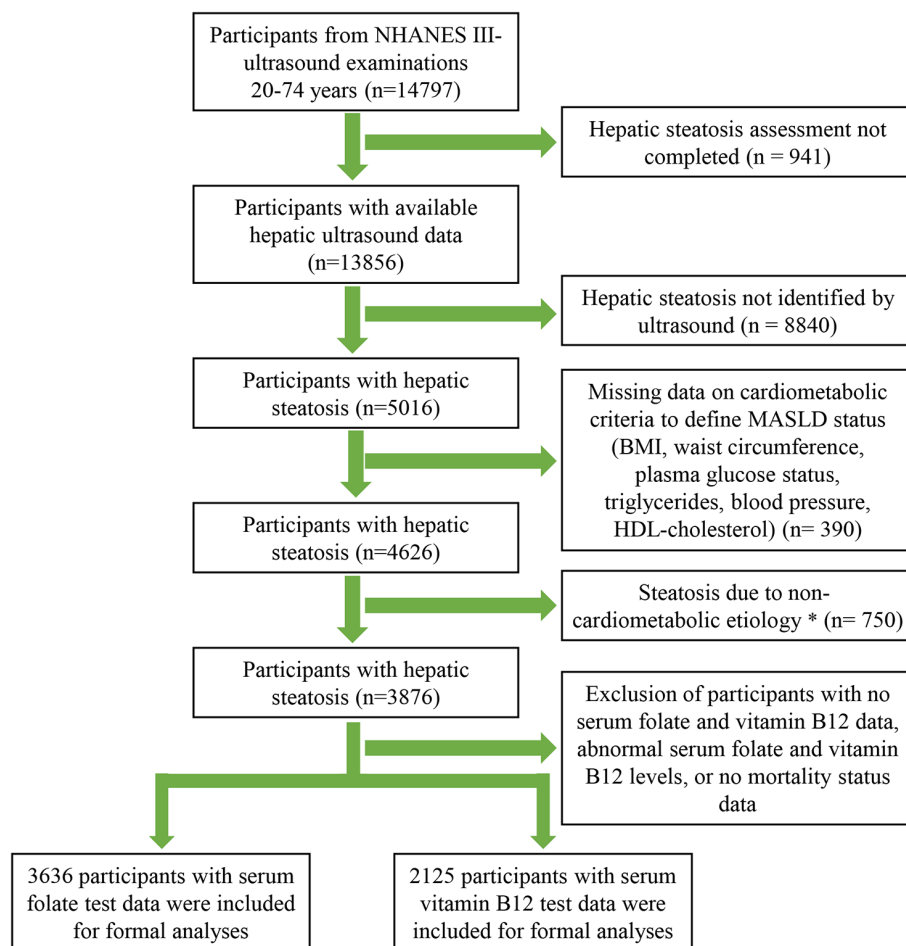 Participants from NHANES III-
ultrasound examinations
20-74 years (n=14797)
Hepatic steatosis assessment not
completed (n = 941)
Participants with available
hepatic ultrasound data
(n=13856)
Hepatic steatosis not identified by
ultrasound (n = 8840)
Participants with hepatic
steatosis (n=5016)
Missing data on cardiometabolic
criteria to define MASLD status
(BMI, waist circumference,
plasma glucose status,
triglycerides, blood pressure,
HDL-cholesterol) (n= 390)
Participants with hepatic
steatosis (n=4626)
Steatosis due to non-
cardiometabolic etiology * (n= 750)
Participants with hepatic
steatosis (n=3876)
Exclusion of participants with no
serum folate and vitamin B12 data,
abnormal serum folate and vitamin
B12 levels, or no mortality status
data
3636 participants with serum
folate test data were included
for formal analyses
2125 participants with serum
vitamin B12 test data were
included for formal analyses